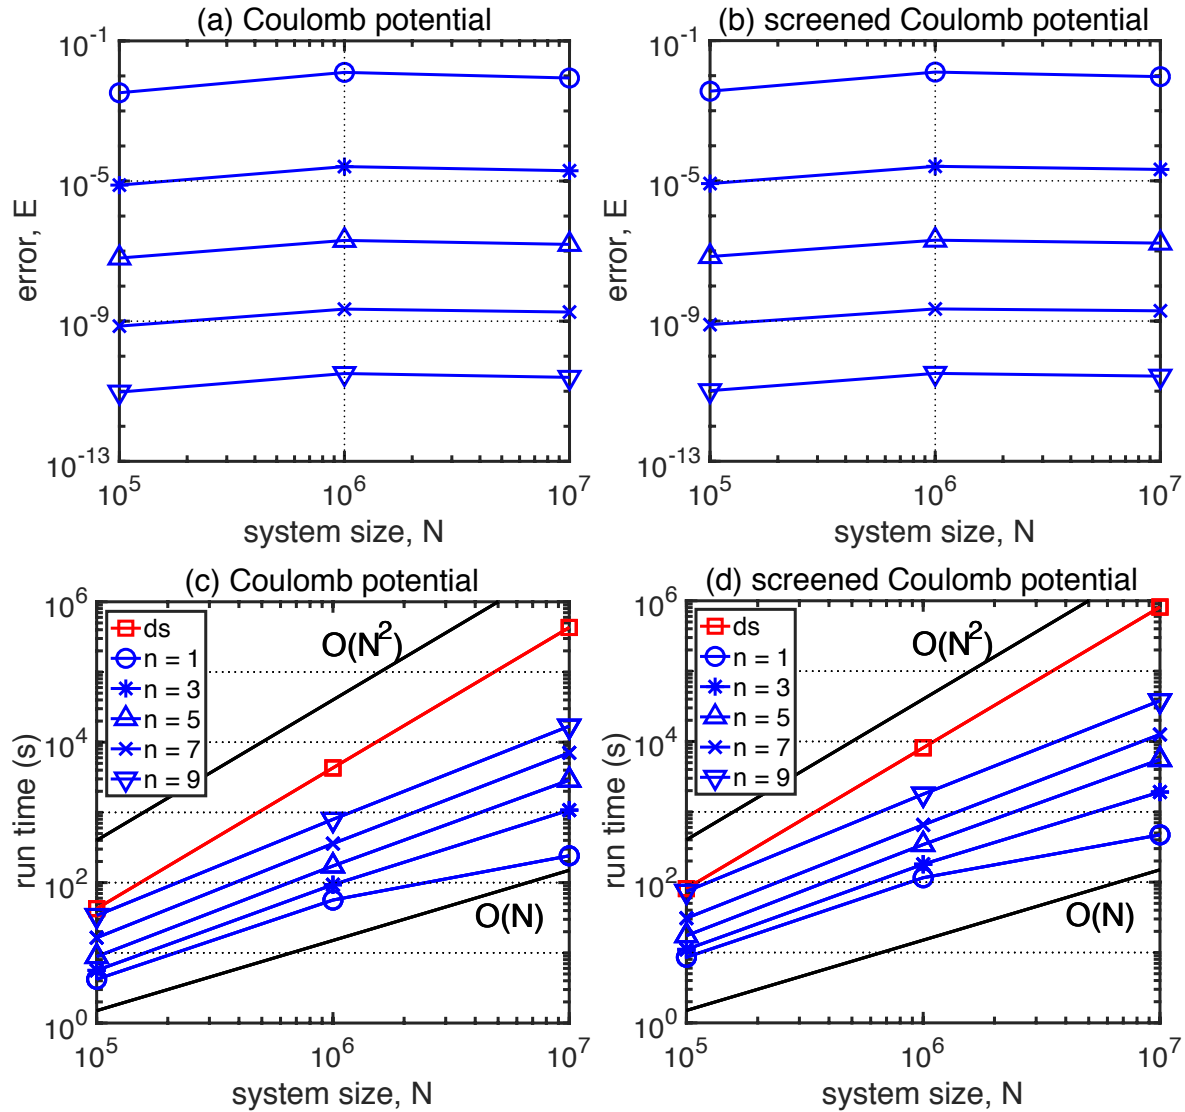 (a) Coulomb potential
10^-1
10^-5
10^-9
10^-13
error, E
10^5
10^6
10^7
system size, N
(b) screened Coulomb potential
10^-1
10^-5
10^-9
10^-13
error, E
10^5
10^6
10^7
system size, N
(c) Coulomb potential
10^6
10^4
10^2
10^0
run time (s)
ds
n = 1
n = 3
n = 5
n = 7
n = 9
O(N^2)
O(N)
10^5
10^6
10^7
system size, N
(d) screened Coulomb potential
10^6
10^4
10^2
10^0
run time (s)
ds
n = 1
n = 3
n = 5
n = 7
n = 9
O(N^2)
O(N)
10^5
10^6
10^7
system size, N